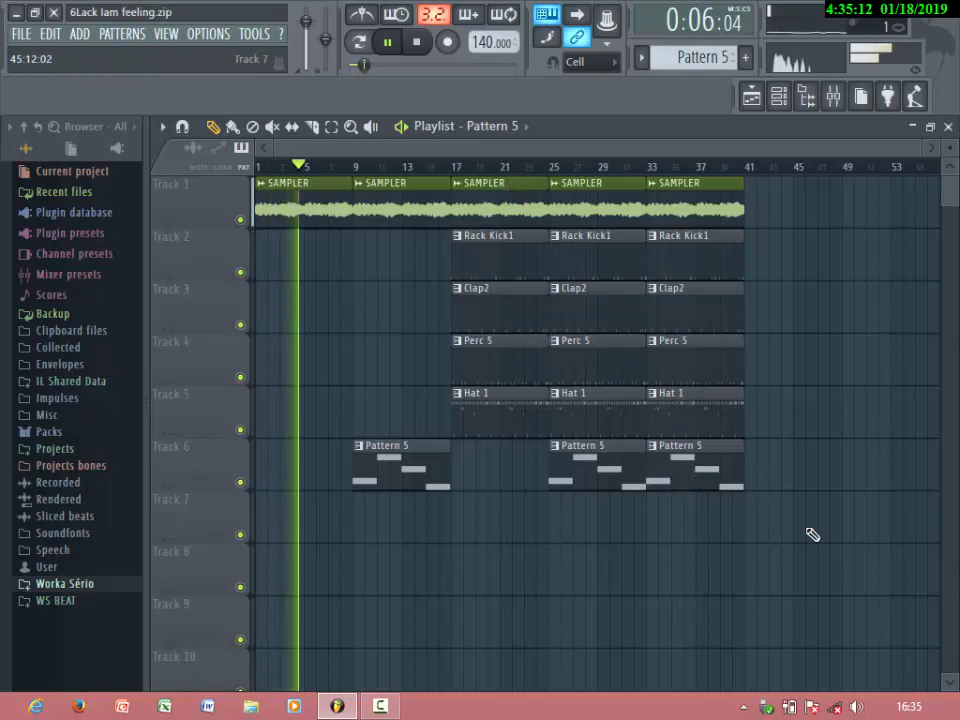 6Lack Iam feeling.zip
FILE EDIT ADD PATTERNS VIEW OPTIONS TOOLS ?
45:12:02 Track 7
3.2
140.000
0:06:04
M:S:CS
1
4:35:12 01/18/2019
Cell
Pattern 5
Browser - All
Playlist - Pattern 5
NOTE CHAN PAT
1 5 9 13 17 21 25 29 33 37 41 45 49 53
Current project
Recent files
Plugin database
Plugin presets
Channel presets
Mixer presets
Scores
Backup
Clipboard files
Collected
Envelopes
IL Shared Data
Impulses
Misc
Packs
Projects
Projects bones
Recorded
Rendered
Sliced beats
Soundfonts
Speech
User
Worka Sério
WS BEAT
Track 1
SAMPLER SAMPLER SAMPLER SAMPLER SAMPLER
Track 2
Rack Kick1 Rack Kick1 Rack Kick1
Track 3
Clap2 Clap2 Clap2
Track 4
Perc 5 Perc 5 Perc 5
Track 5
Hat 1 Hat 1 Hat 1
Track 6
Pattern 5 Pattern 5 Pattern 5
Track 7
Track 8
Track 9
Track 10
16:35